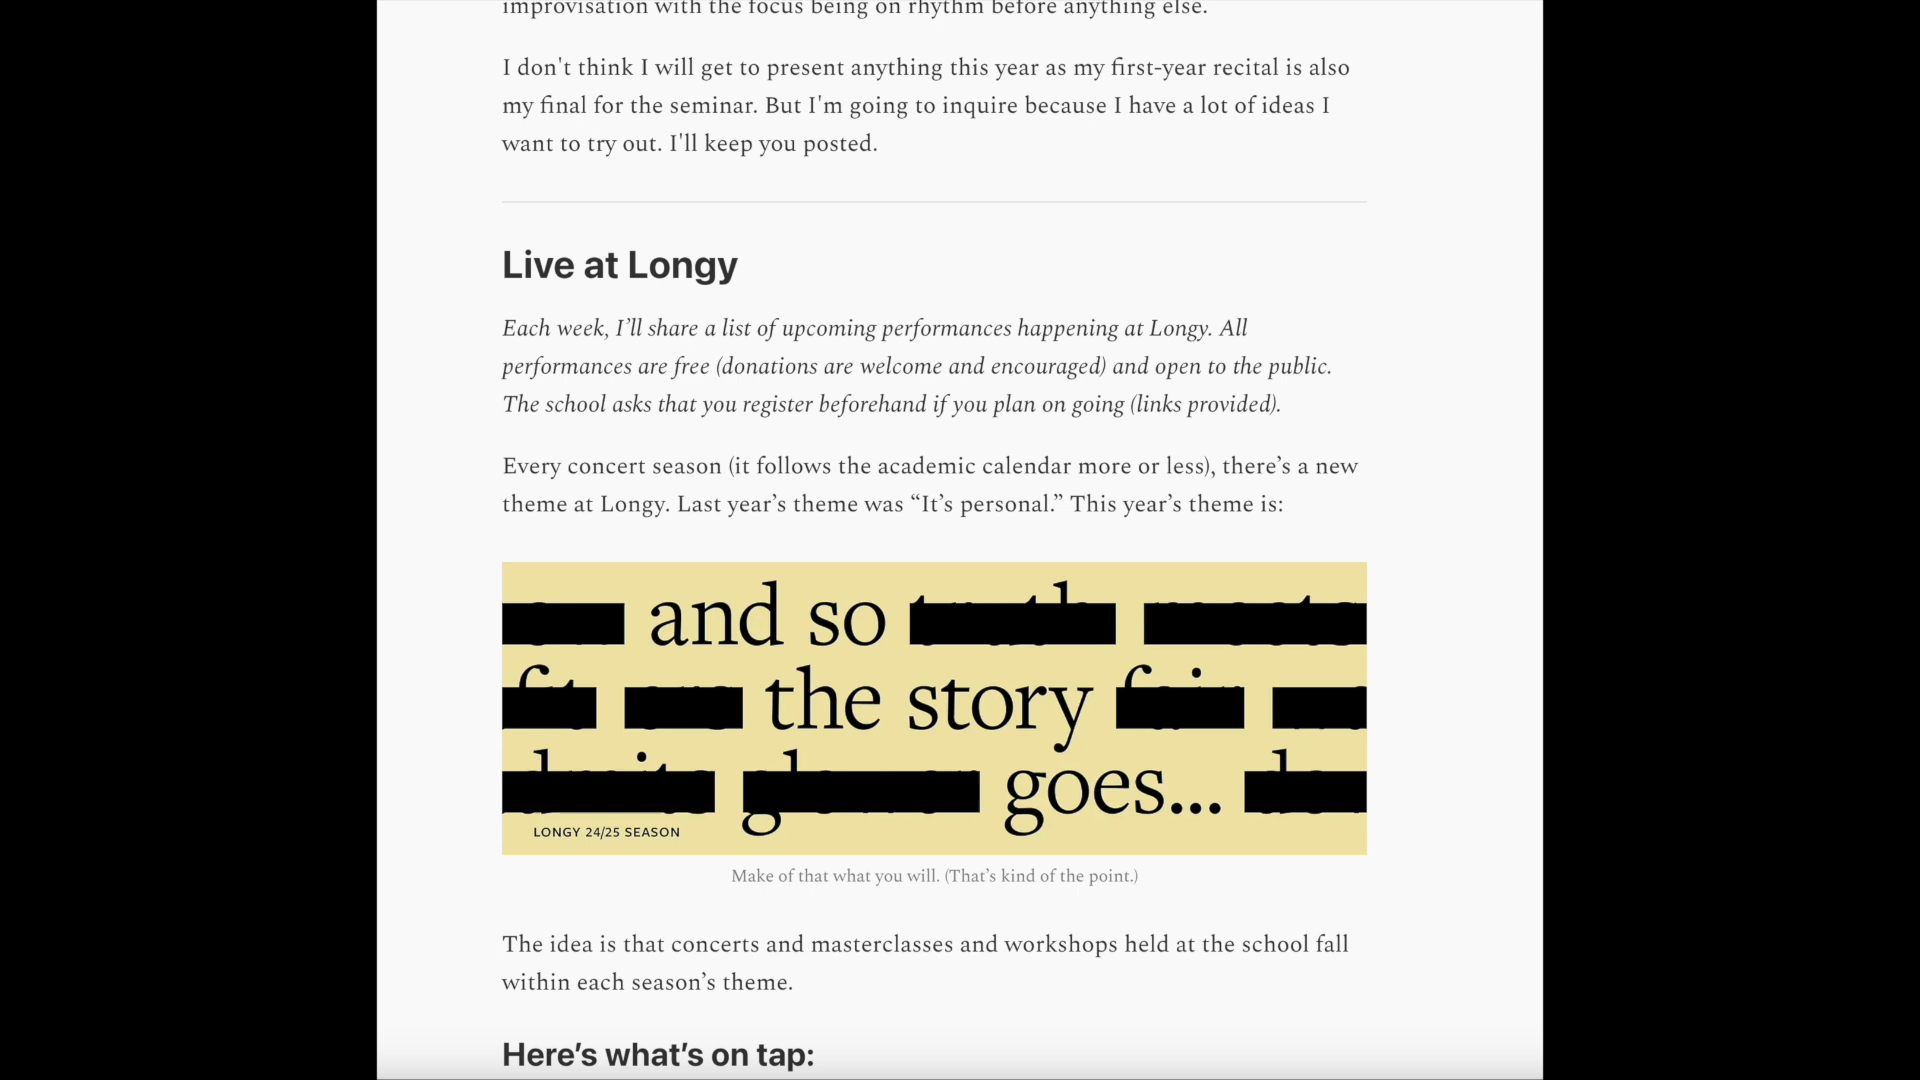 improvisation with the focus being on rhythm before anything else.
I don't think I will get to present anything this year as my first-year recital is also
my final for the seminar. But I'm going to inquire because I have a lot of ideas I
want to try out. I'll keep you posted.
Live at Longy
Each week, I’ll share a list of upcoming performances happening at Longy. All
performances are free (donations are welcome and encouraged) and open to the public.
The school asks that you register beforehand if you plan on going (links provided).
Every concert season (it follows the academic calendar more or less), there’s a new
theme at Longy. Last year’s theme was “It’s personal.” This year’s theme is:
and so
the story
goes...
LONGY 24/25 SEASON
Make of that what you will. (That’s kind of the point.)
The idea is that concerts and masterclasses and workshops held at the school fall
within each season’s theme.
Here’s what’s on tap: